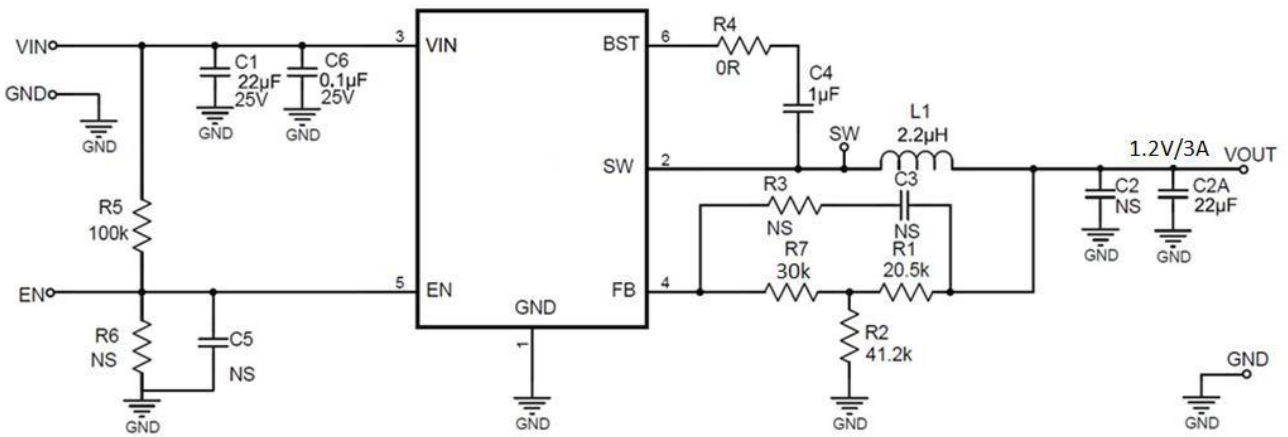 VIN
GND
GND
R5
100k
EN
R6
NS
C5
NS
GND
C1
22µF
25V
GND
C6
0.1µF
25V
GND
3
VIN
5
EN
GND
1
GND
BST
6
SW
2
FB
4
R4
0R
C4
1µF
SW
L1
2.2µH
R3
NS
C3
NS
R7
30k
R1
20.5k
R2
41.2k
GND
1.2V/3A
VOUT
C2
NS
GND
C2A
22µF
GND
GND
GND